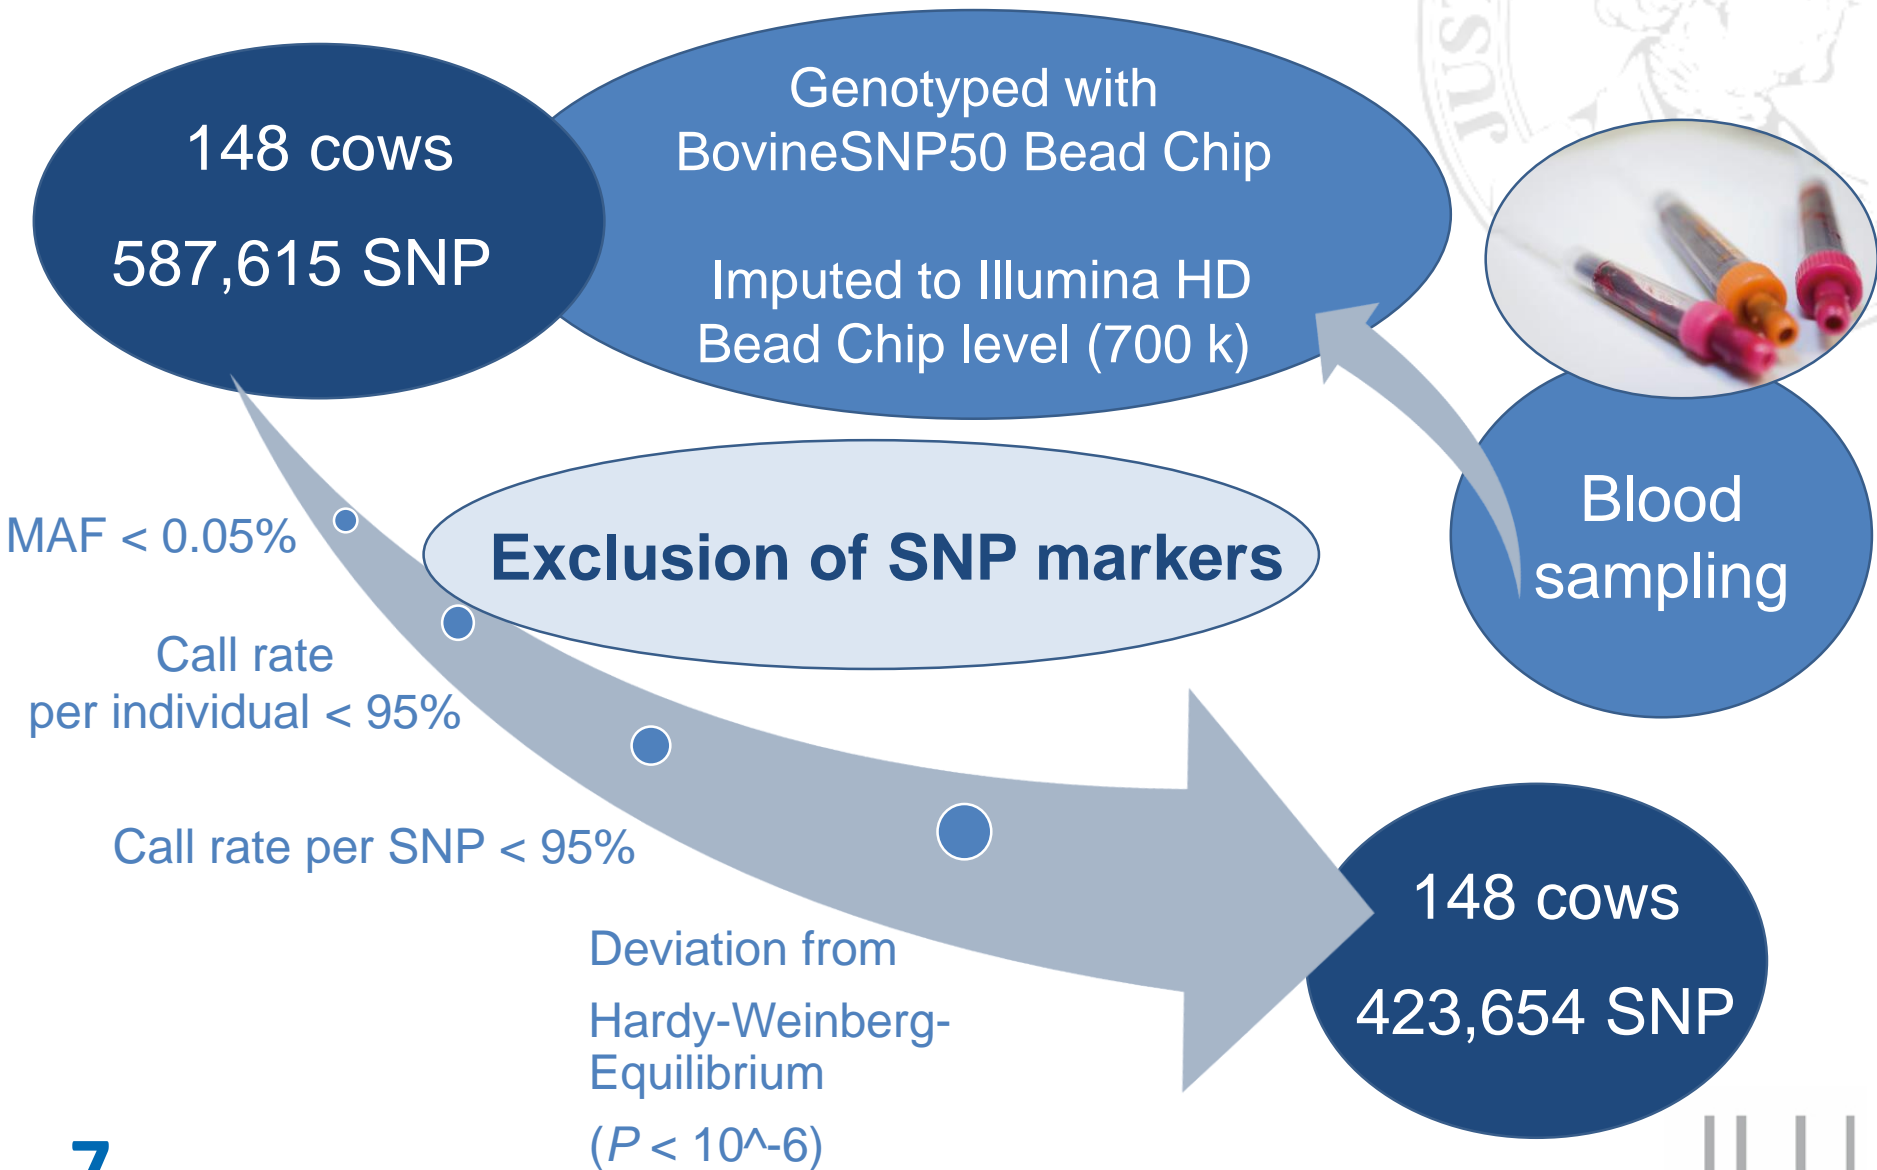 148 cows
587,615 SNP
Genotyped with
BovineSNP50 Bead Chip
Imputed to Illumina HD
Bead Chip level (700 k)
Blood
sampling
Exclusion of SNP markers
MAF < 0.05%
Call rate
per individual < 95%
Call rate per SNP < 95%
Deviation from
Hardy-Weinberg-
Equilibrium
(P < 10^-6)
148 cows
423,654 SNP
7